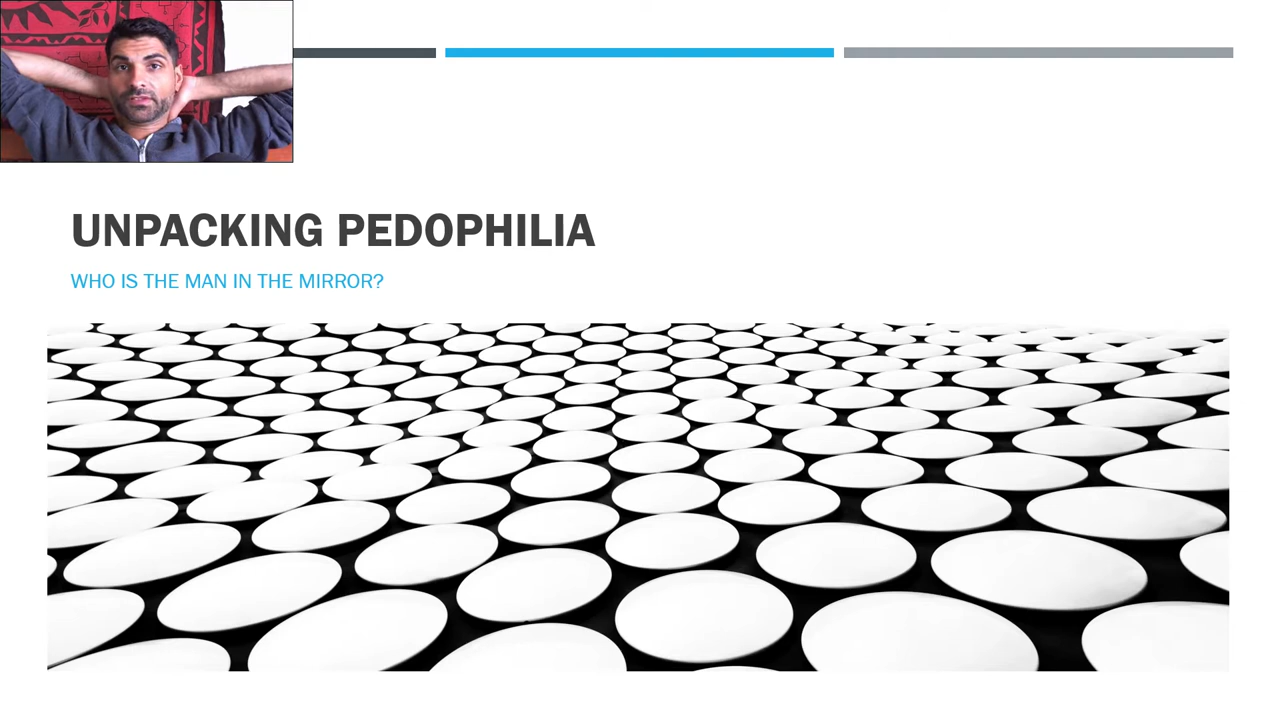 UNPACKING PEDOPHILIA
WHO IS THE MAN IN THE MIRROR?